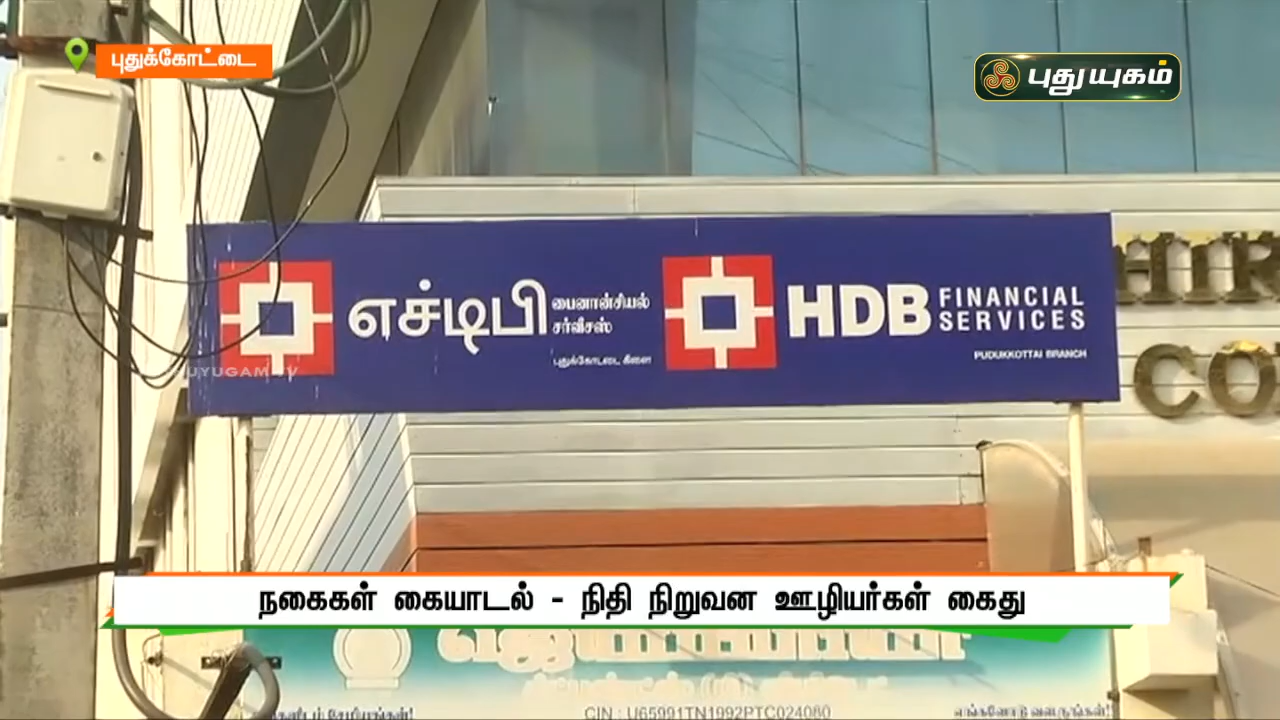 புதுக்கோட்டை
புதுயுகம்
எச்டிபி
பைனான்சியல்
சர்வீசஸ்
புதுக்கோட்டை கிளை
HDB FINANCIAL
SERVICES
PUDUKKOTTAI BRANCH
CO
நகைகள் கையாடல் - நிதி நிறுவன ஊழியர்கள் கைது
CIN : U65991TN1992PTC024080